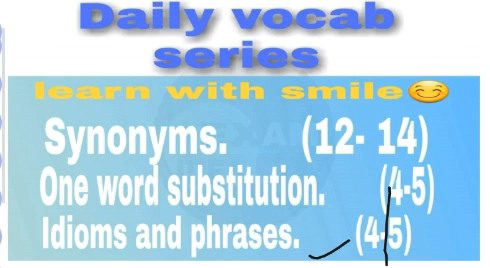 Daily vocab
series
learn with smile😊
Synonyms. (12- 14)
One word substitution. (4-5)
Idioms and phrases. (4-5)